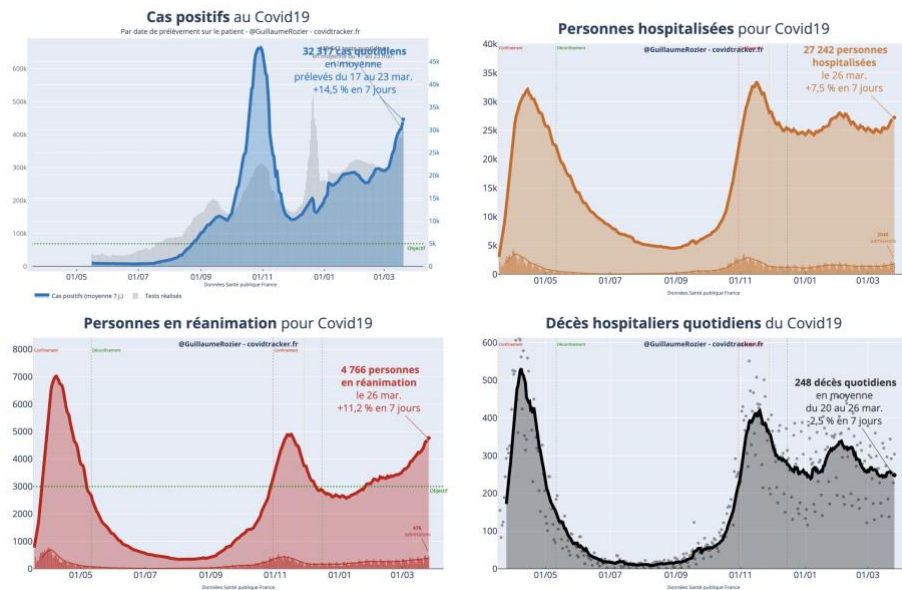 Cas positifs au Covid19
Par date de prélèvement sur le patient - @GuillaumeRozier - covidtracker.fr
32 317 cas quotidiens
en moyenne
prélevés du 17 au 23 mar.
+14,5 % en 7 jours
600k
500k
400k
300k
200k
100k
0
45k
40k
35k
30k
25k
20k
15k
10k
5k
0
Objectif
01/05 01/07 01/09 01/11 01/01 01/03
Données Santé publique France
Cas positifs (moyenne 7 j.) Tests réalisés
Personnes hospitalisées pour Covid19
@GuillaumeRozier - covidtracker.fr
Confinement Déconfinement
27 242 personnes
hospitalisées
le 26 mar.
+7,5 % en 7 jours
40k
35k
30k
25k
20k
15k
10k
5k
0
admissions
01/05 01/07 01/09 01/11 01/01 01/03
Données Santé publique France
Personnes en réanimation pour Covid19
@GuillaumeRozier - covidtracker.fr
Confinement Déconfinement Confinement
4 766 personnes
en réanimation
le 26 mar.
+11,2 % en 7 jours
8000
7000
6000
5000
4000
3000
2000
1000
0
Objectif
admissions
01/05 01/07 01/09 01/11 01/01 01/03
Données Santé publique France
Décès hospitaliers quotidiens du Covid19
@GuillaumeRozier - covidtracker.fr
Confinement Déconfinement
248 décès quotidiens
en moyenne
du 20 au 26 mar.
-2,5 % en 7 jours
600
500
400
300
200
100
0
01/05 01/07 01/09 01/11 01/01 01/03
Données Santé publique France